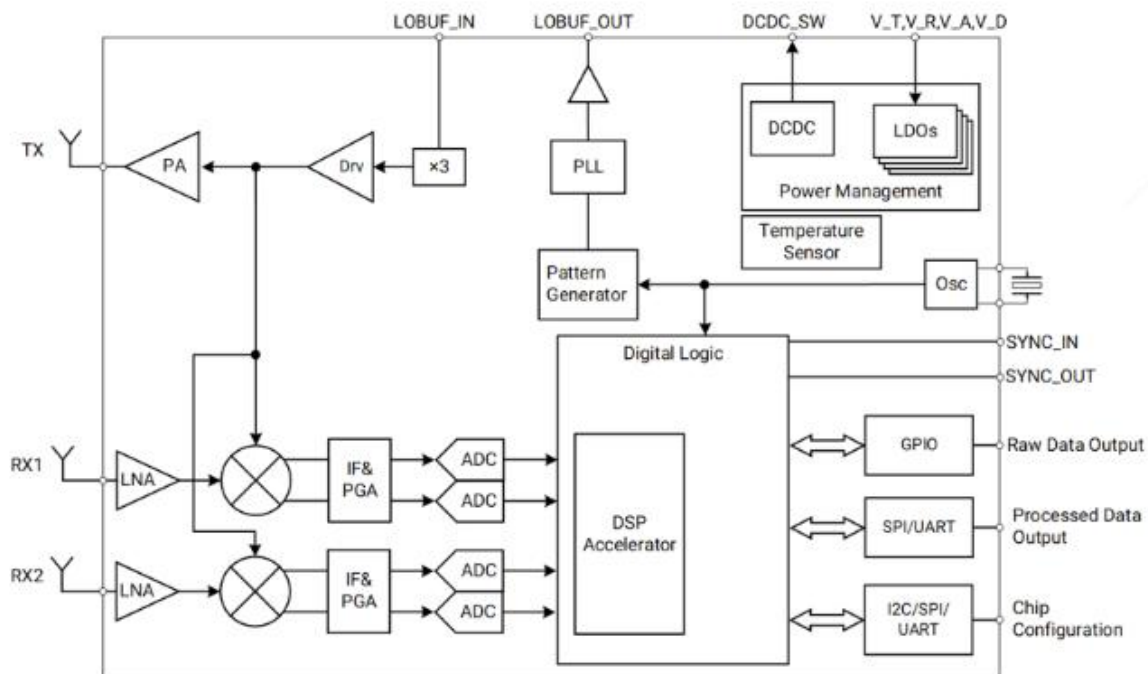 LOBUF_IN
LOBUF_OUT
DCDC_SW
V_T,V_R,V_A,V_D
TX
PA
Drv
×3
PLL
DCDC
LDOs
Power Management
Temperature
Sensor
Pattern
Generator
Osc
Digital Logic
SYNC_IN
SYNC_OUT
RX1
LNA
IF&
PGA
ADC
ADC
GPIO
Raw Data Output
DSP
Accelerator
SPI/UART
Processed Data
Output
RX2
LNA
IF&
PGA
ADC
ADC
I2C/SPI/
UART
Chip
Configuration